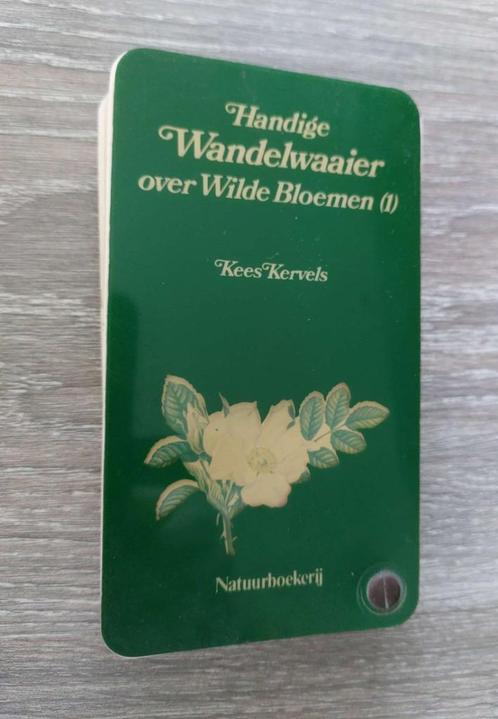 Handige
Wandelwaaier
over Wilde Bloemen (1)
Kees Kervels
Natuurboekerij